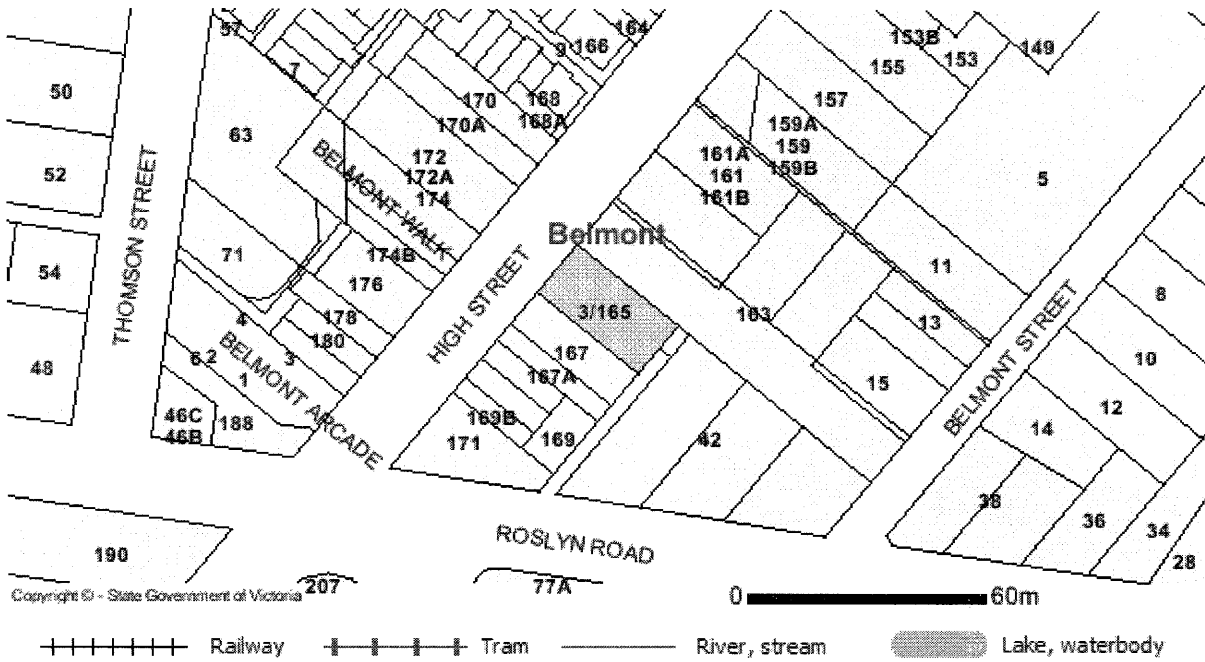 57
164
9
166
153B
149
153
155
7
50
170
168
157
168A
170A
159A
63
159
172
161A
159B
52
172A
161
5
174
161B
BELMONT WALK
THOMSON STREET
Belmont
71
174B
11
54
176
8
HIGH STREET
3/165
163
178
4
13
BELMONT STREET
180
BELMONT ARCADE
10
6
2
3
167
48
1
167A
15
12
46C
188
169B
14
46B
171
169
42
38
36
34
190
ROSLYN ROAD
28
207
77A
Copyright © - State Government of Victoria
0
60m
Railway
Tram
River, stream
Lake, waterbody